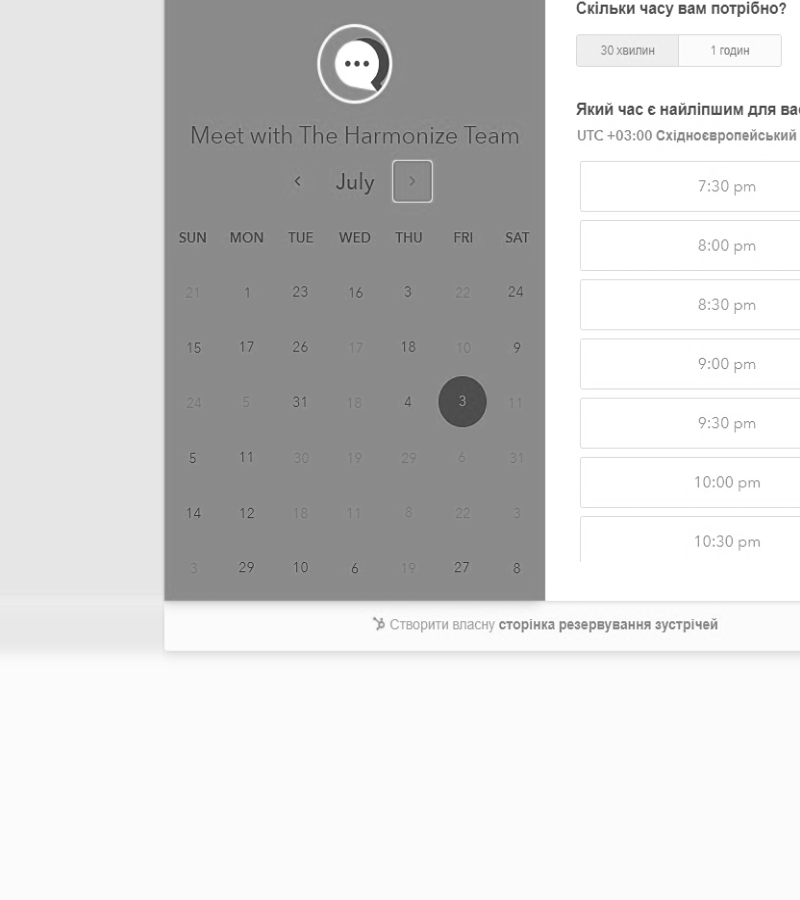 Скільки часу вам потрібно?
30 хвилин 1 годин
Meet with The Harmonize Team
July
SUN MON TUE WED THU FRI SAT
21 1 23 16 3 22 24
15 17 26 17 18 10 9
24 5 31 18 4 3 11
5 11 30 19 29 6 31
14 12 18 11 8 22 3
3 29 10 6 19 27 8
Який час є найліпшим для вас
UTC +03:00 Східноєвропейський
7:30 pm
8:00 pm
8:30 pm
9:00 pm
9:30 pm
10:00 pm
10:30 pm
Створити власну сторінка резервування зустрічей